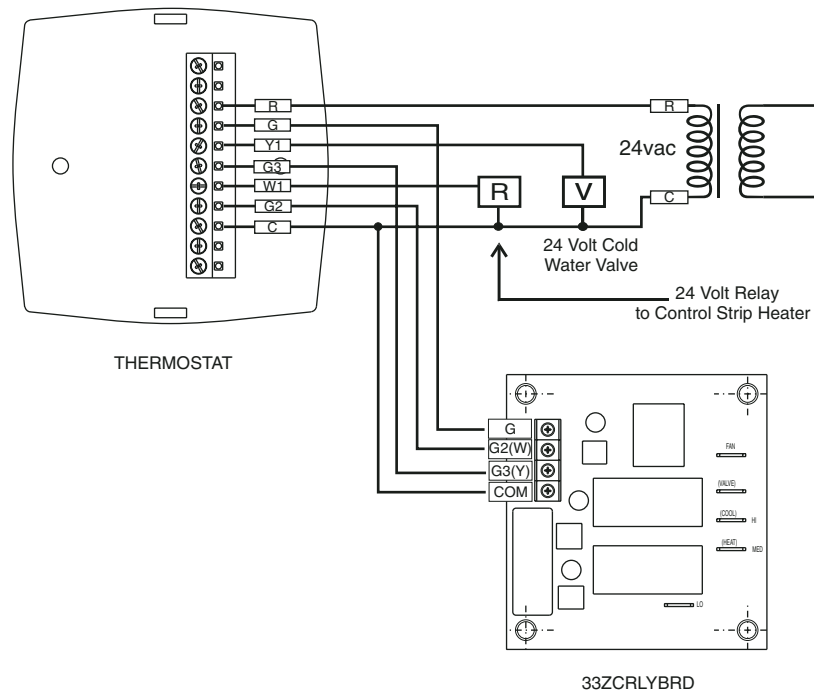 R
G
Y1
G3
W1
G2
C
R
V
R
24vac
C
24 Volt Cold
Water Valve
24 Volt Relay
to Control Strip Heater
THERMOSTAT
G
G2(W)
G3(Y)
COM
FAN
(VALVE)
(COOL) HI
(HEAT) MED
LO
33ZCRLYBRD